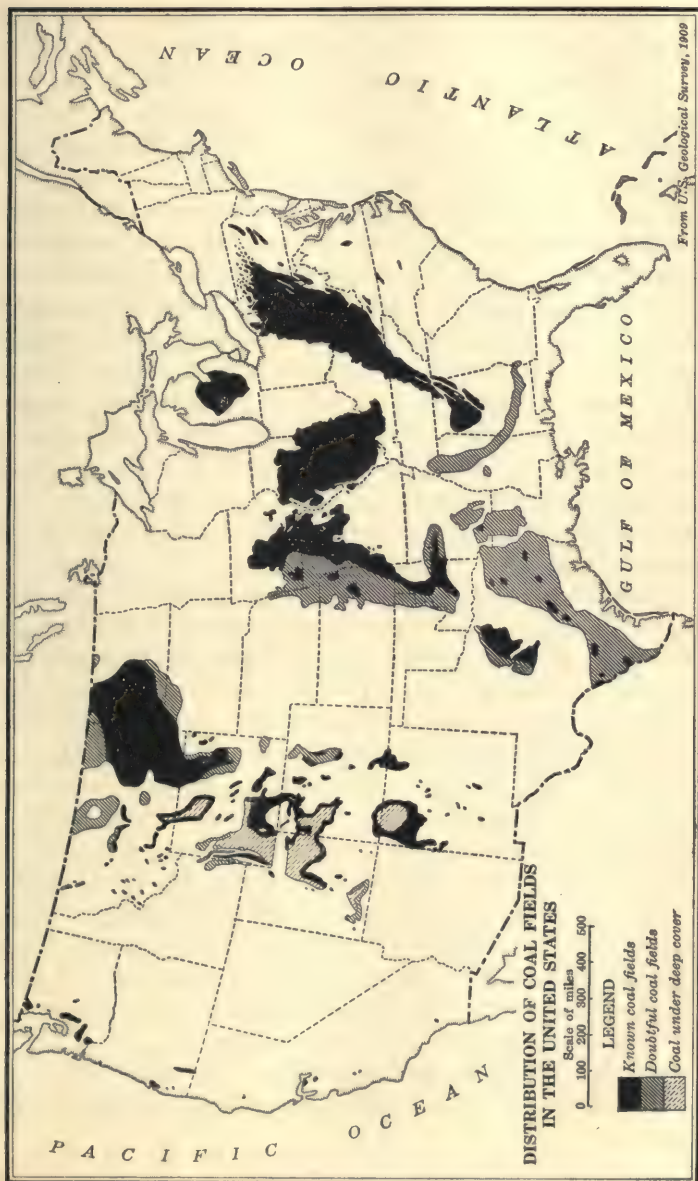 PACIFIC OCEAN
ATLANTIC OCEAN
GULF OF MEXICO
DISTRIBUTION OF COAL FIELDS
IN THE UNITED STATES
Scale of miles
0 100 200 300 400 500
LEGEND
Known coal fields
Doubtful coal fields
Coal under deep cover
From U.S. Geological Survey, 1909